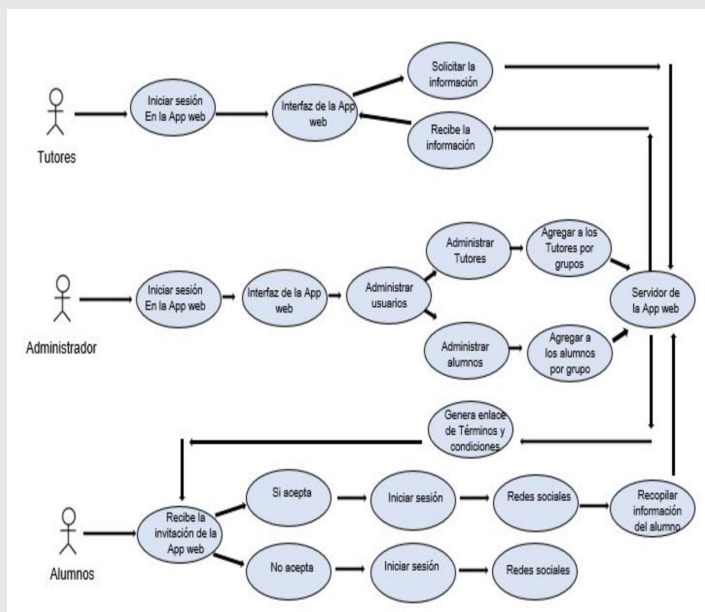 Solicitar la
información
Iniciar sesión
En la App web
Interfaz de la App
web
Recibe la
información
Tutores
Administrar
Tutores
Agregar a los
Tutores por
grupos
Iniciar sesión
En la App web
Interfaz de la App
web
Administrar
usuarios
Servidor de
la App web
Administrador
Administrar
alumnos
Agregar a
los alumnos
por grupo
Genera enlace
de Términos y
condiciones
Si acepta
Iniciar sesión
Redes sociales
Recopilar
información
del alumno
Recibe la
invitación de la
App web
Alumnos
No acepta
Iniciar sesión
Redes sociales